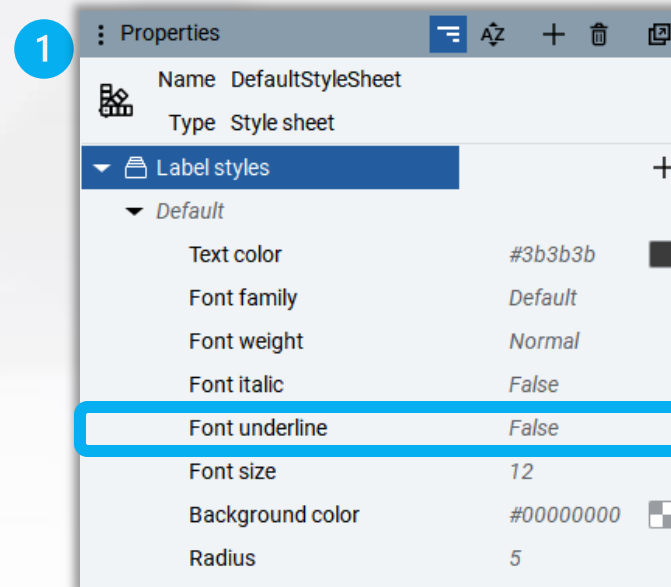 1
Properties
AZ
Name DefaultStyleSheet
Type Style sheet
Label styles
Default
Text color #3b3b3b
Font family Default
Font weight Normal
Font italic False
Font underline False
Font size 12
Background color #00000000
Radius 5